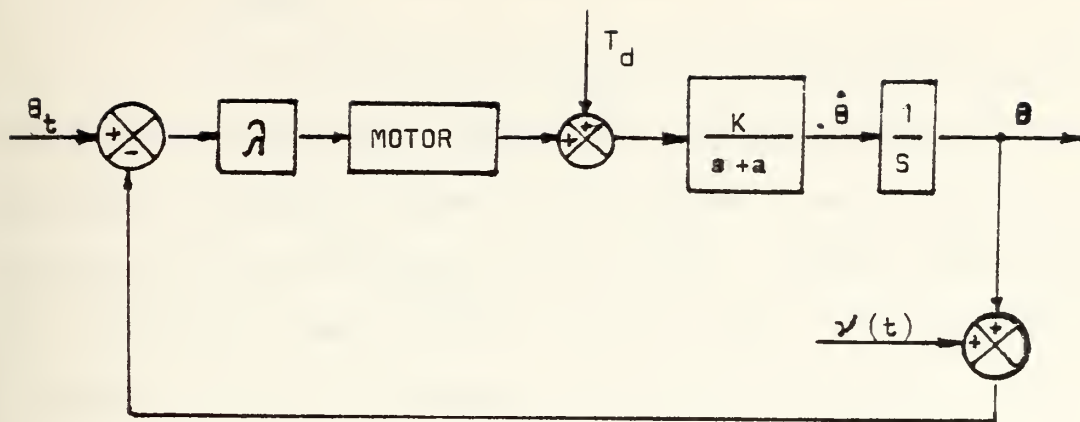 T_d
θ_t
+
-
λ
MOTOR
+
+
K
s + a
θ̇
1
S
θ
ν(t)
+
+